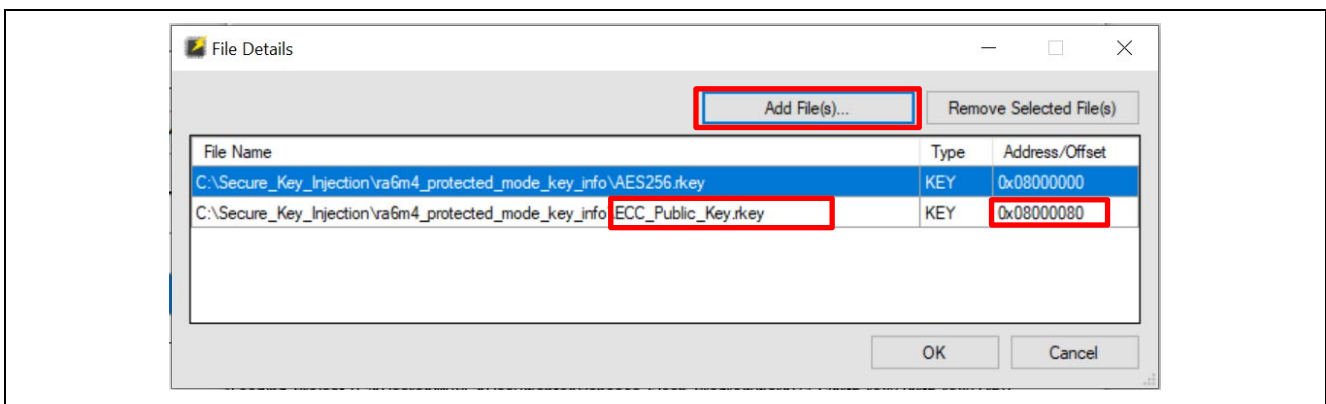 File Details
Add File(s)... Remove Selected File(s)
File Name Type Address/Offset
C:\Secure_Key_Injection\ra6m4_protected_mode_key_info\AES256.rkey KEY 0x08000000
C:\Secure_Key_Injection\ra6m4_protected_mode_key_info\ECC_Public_Key.rkey KEY 0x08000080
OK Cancel